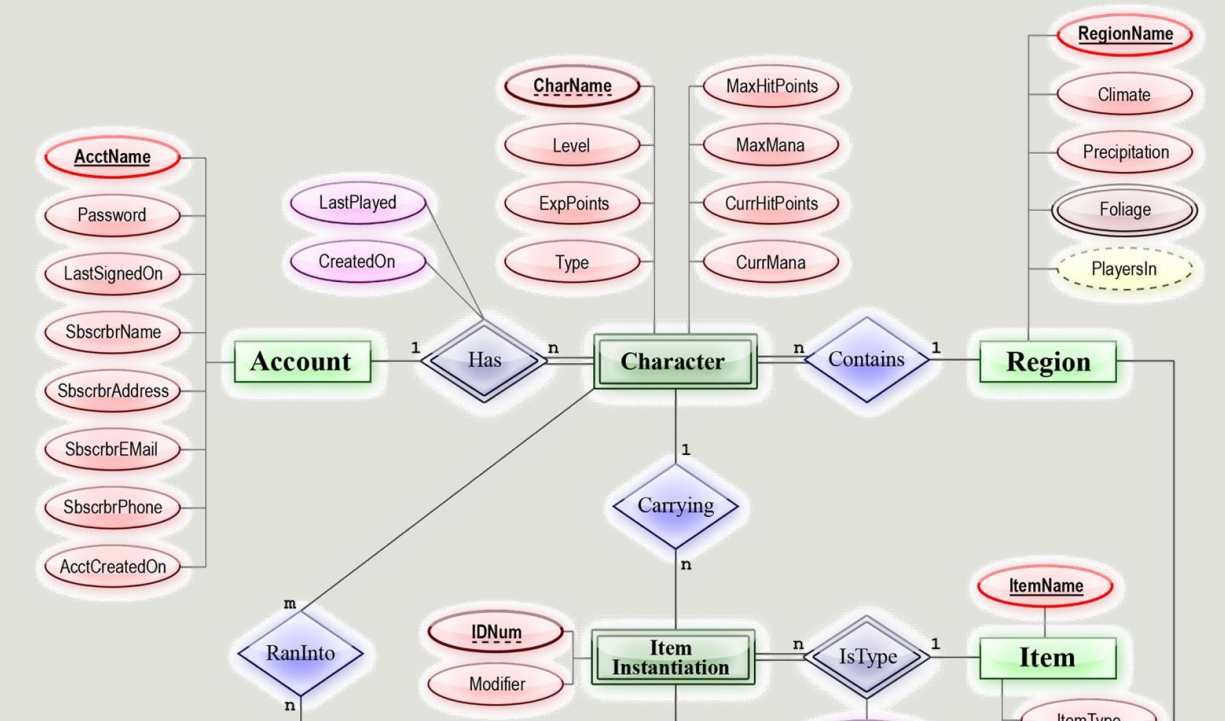 RegionName
Climate
Precipitation
Foliage
PlayersIn
CharName
Level
ExpPoints
Type
MaxHitPoints
MaxMana
CurrHitPoints
CurrMana
AcctName
Password
LastSignedOn
SbscrbrName
SbscrbrAddress
SbscrbrEMail
SbscrbrPhone
AcctCreatedOn
LastPlayed
CreatedOn
Account
1
Has
n
Character
n
Contains
1
Region
1
Carrying
n
m
RanInto
n
IDNum
Modifier
Item
Instantiation
n
IsType
1
Item
ItemName
ItemType